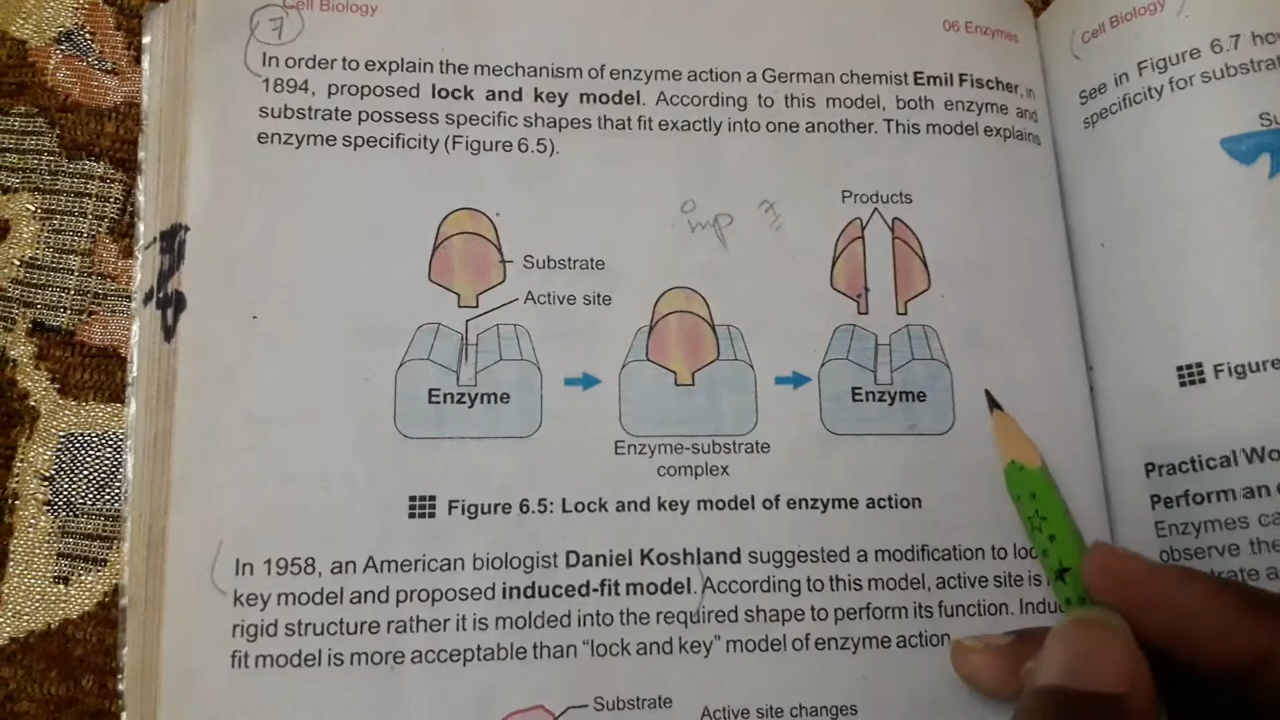 Cell Biology
06 Enzymes
7
In order to explain the mechanism of enzyme action a German chemist Emil Fischer, in
1894, proposed lock and key model. According to this model, both enzyme and
substrate possess specific shapes that fit exactly into one another. This model explains
enzyme specificity (Figure 6.5).
imp
Products
Substrate
Active site
Enzyme
Enzyme
Enzyme-substrate
complex
Figure 6.5: Lock and key model of enzyme action
In 1958, an American biologist Daniel Koshland suggested a modification to loc
key model and proposed induced-fit model. According to this model, active site is
rigid structure rather it is molded into the required shape to perform its function. Indu
fit model is more acceptable than “lock and key” model of enzyme action
Substrate
Active site changes
Cell Biology
See in Figure 6.7 ho
specificity for substra
Su
Figure
Practical Wo
Perform an
Enzymes ca
observe the
rate a